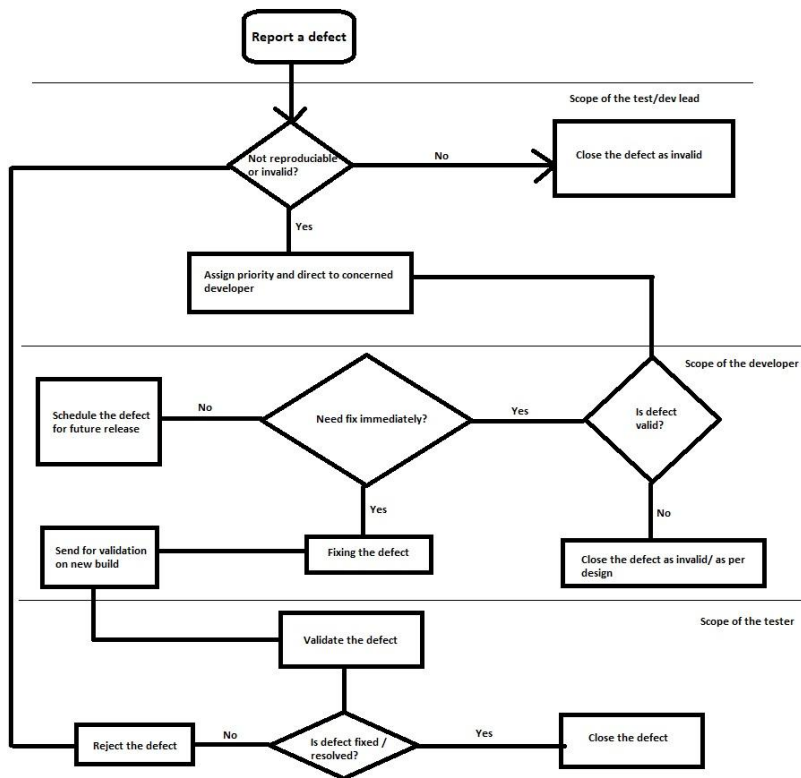 Report a defect
Scope of the test/dev lead
Not reproduciable
or invalid?
No
Close the defect as invalid
Yes
Assign priority and direct to concerned
developer
Scope of the developer
Schedule the defect
for future release
No
Need fix immediately?
Yes
Is defect
valid?
Yes
No
Send for validation
on new build
Fixing the defect
Close the defect as invalid/ as per
design
Scope of the tester
Validate the defect
Reject the defect
No
Is defect fixed /
resolved?
Yes
Close the defect